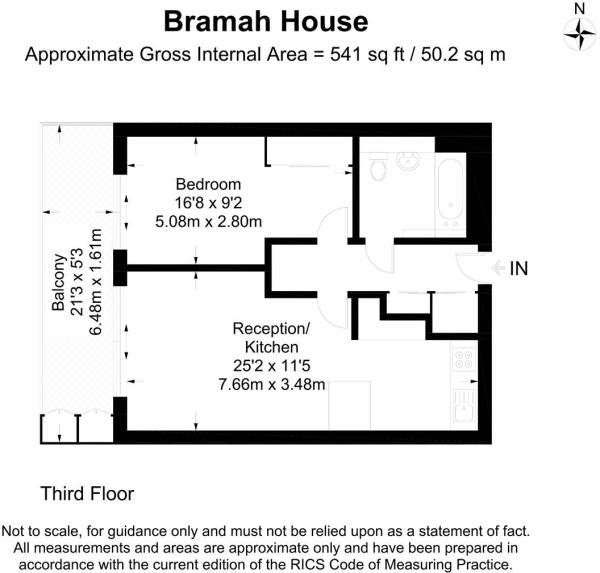 Bramah House
N
Approximate Gross Internal Area = 541 sq ft / 50.2 sq m
Bedroom
16'8 x 9'2
5.08m x 2.80m
Balcony
21'3 x 5'3
6.48m x 1.61m
IN
Reception/
Kitchen
25'2 x 11'5
7.66m x 3.48m
Third Floor
Not to scale, for guidance only and must not be relied upon as a statement of fact.
All measurements and areas are approximate only and have been prepared in
accordance with the current edition of the RICS Code of Measuring Practice.